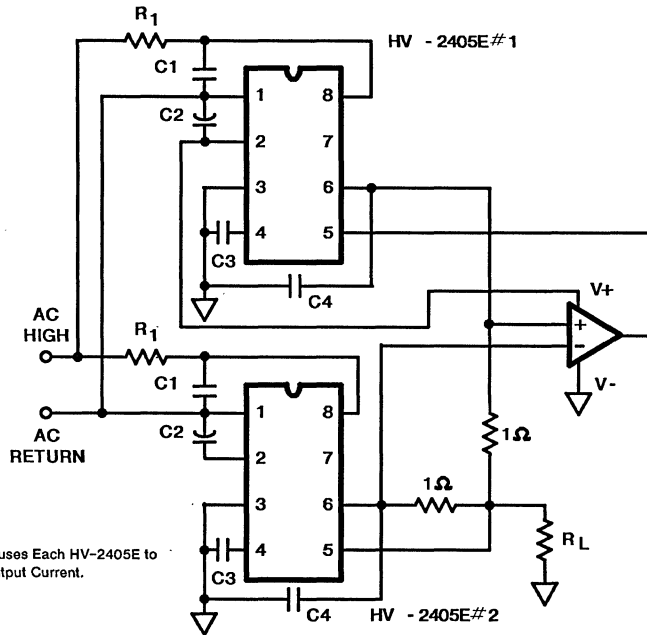 R1
HV - 2405E#1
C1
C2
1
8
2
7
3
6
4
5
C3
C4
V+
+
−
V-
AC
HIGH
R1
C1
C2
AC
RETURN
1
8
2
7
3
6
4
5
1Ω
1Ω
RL
C3
C4
HV - 2405E#2
uses Each HV-2405E to
tput Current.